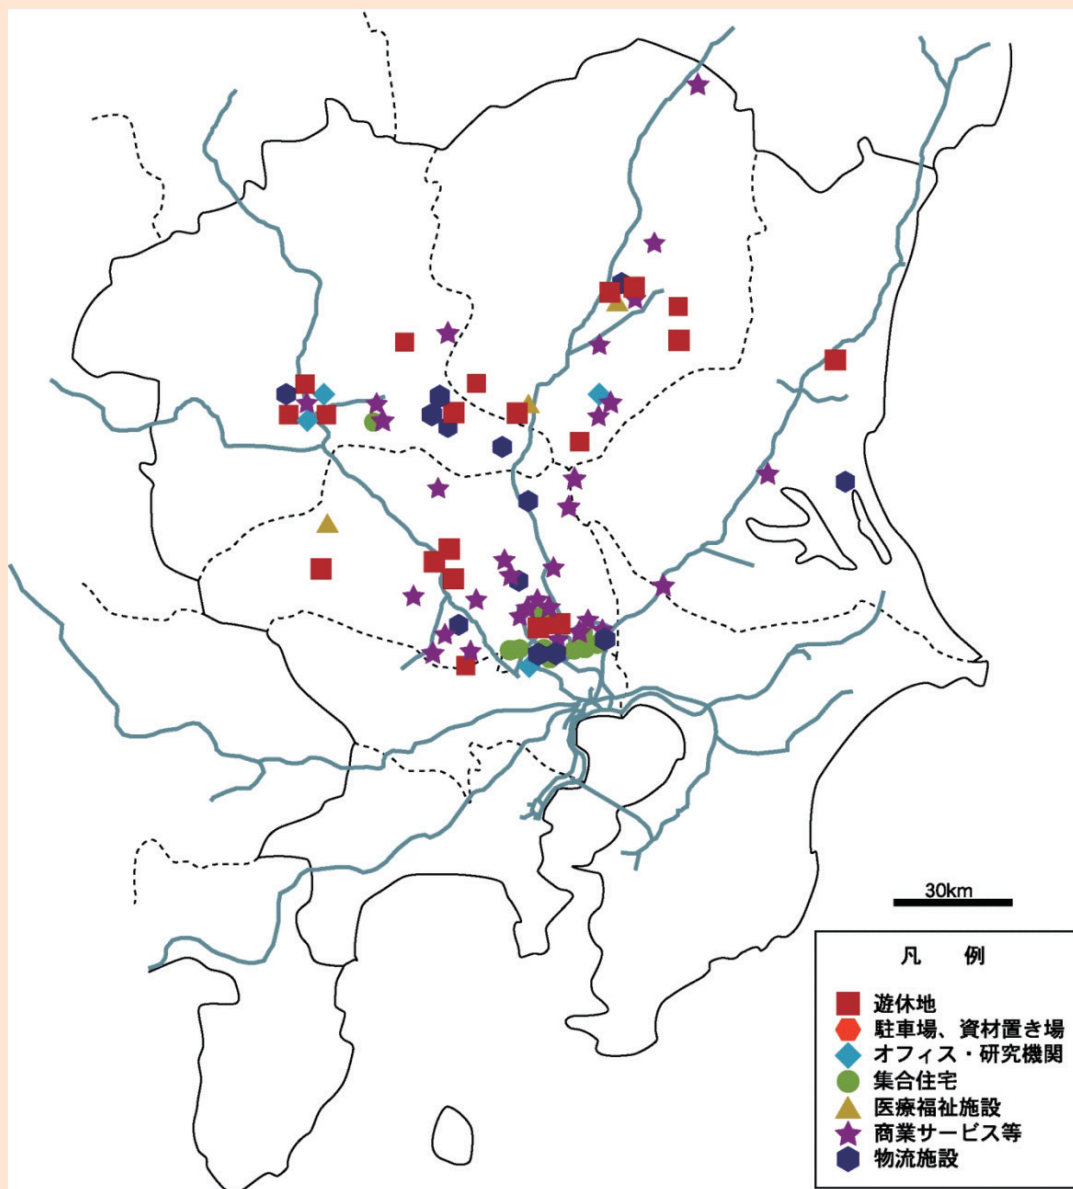 30km
凡　例
遊休地
駐車場、資材置き場
オフィス・研究機関
集合住宅
医療福祉施設
商業サービス等
物流施設